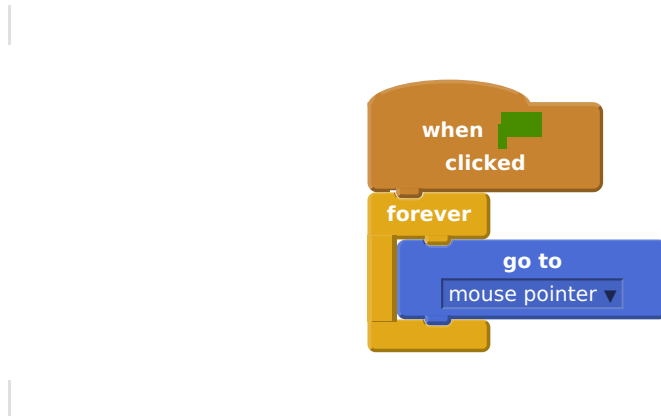 when
clicked
forever
go to
mouse pointer ▼